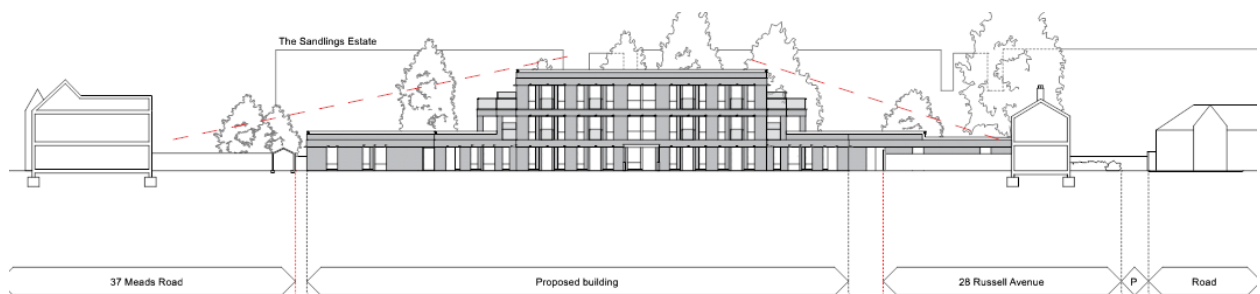 The Sandlings Estate
37 Meads Road
Proposed building
28 Russell Avenue
P
Road